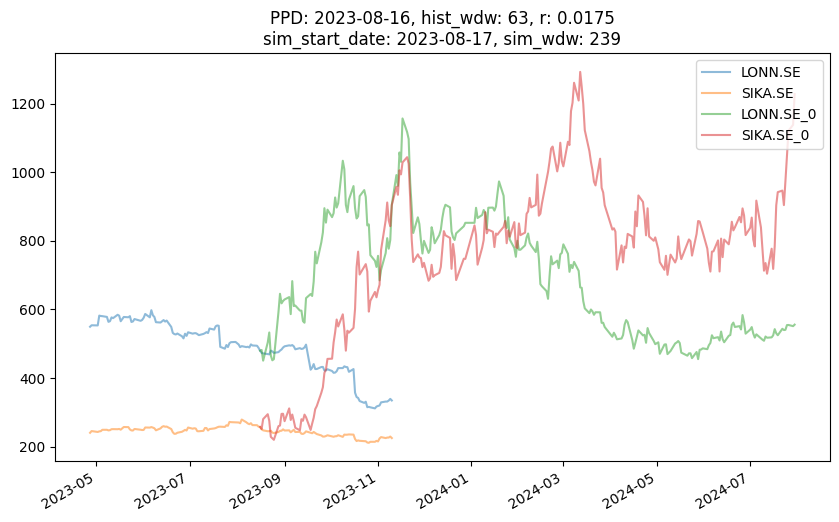 PPD: 2023-08-16, hist_wdw: 63, r: 0.0175
sim_start_date: 2023-08-17, sim_wdw: 239
LONN.SE
SIKA.SE
LONN.SE_0
SIKA.SE_0
1200
1000
800
600
400
200
2023-05
2023-07
2023-09
2023-11
2024-01
2024-03
2024-05
2024-07